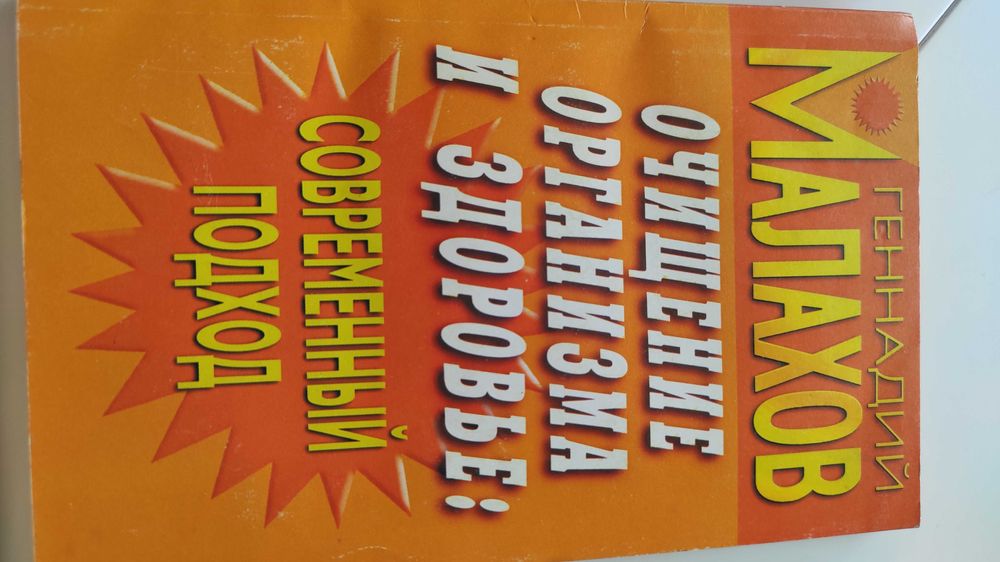 ГЕННАДИЙ
МАЛАХОВ
ОЧИЩЕНИЕ
ОРГАНИЗМА
И ЗДОРОВЬЕ:
СОВРЕМЕННЫЙ
ПОДХОД